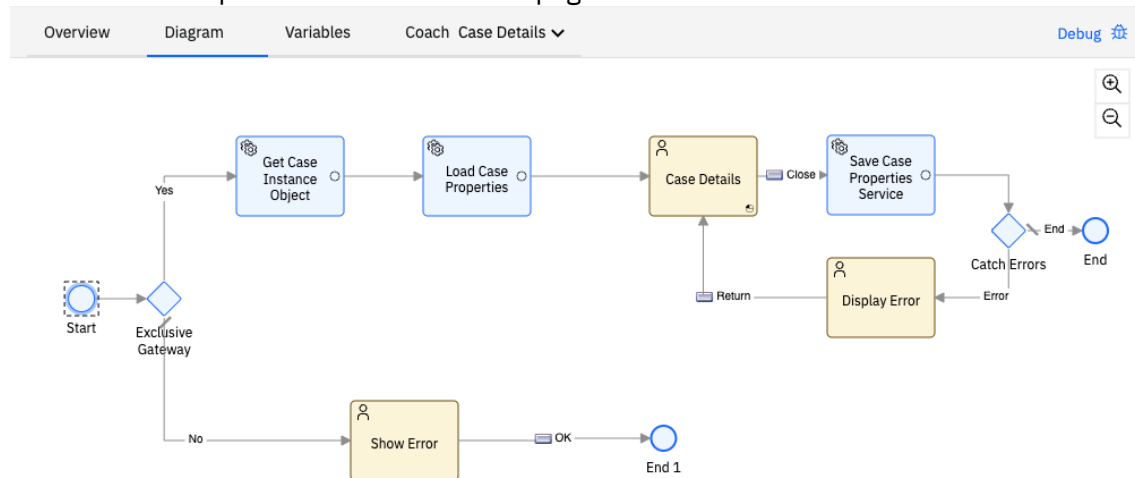 Overview Diagram Variables Coach Case Details Debug
Get Case
Instance
Object
Load Case
Properties
Case Details
Close
Save Case
Properties
Service
Yes
End
Catch Errors
End
Start
Exclusive
Gateway
Return
Display Error
Error
No
Show Error
OK
End 1